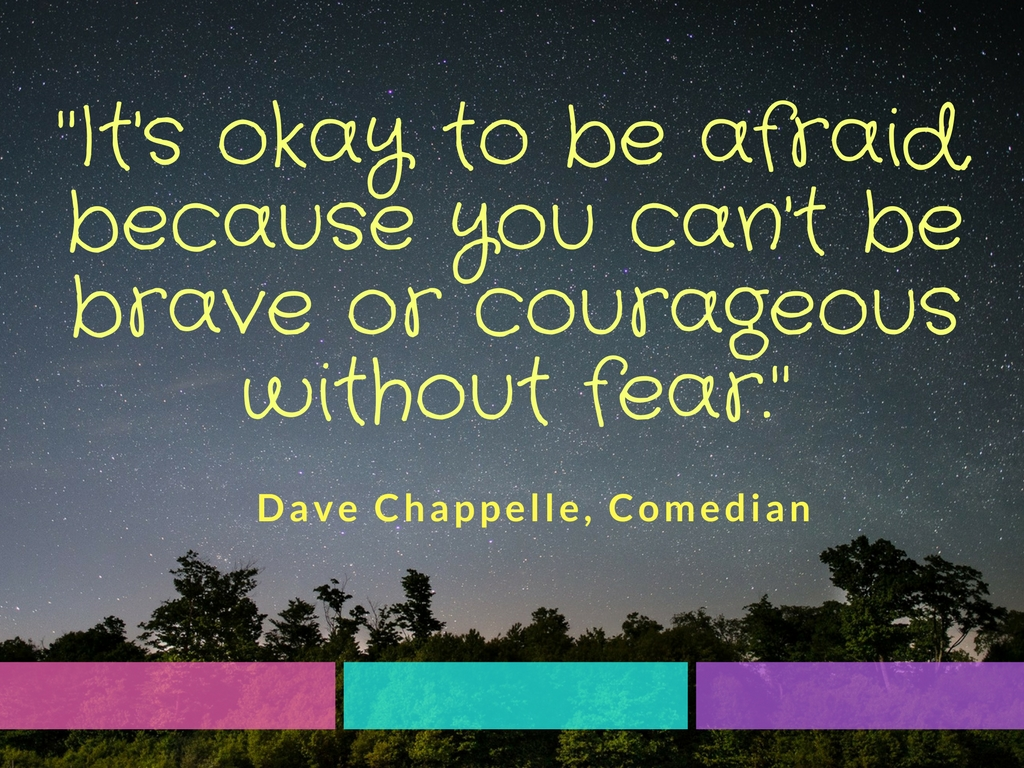 "It's okay to be afraid
because you can't be
brave or courageous
without fear."
Dave Chappelle, Comedian